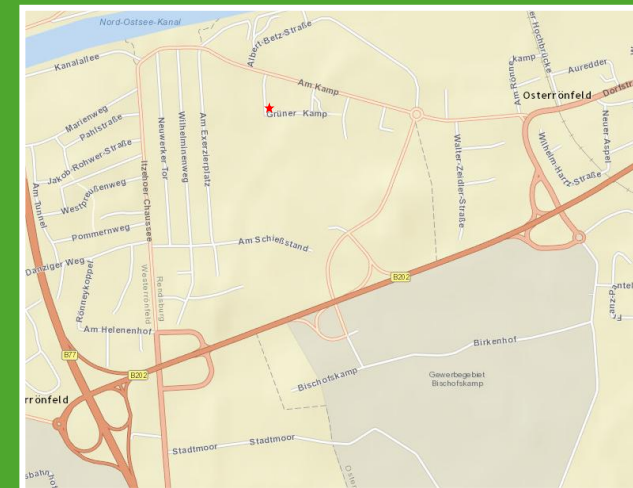 Nord-Ostsee-Kanal
Kanalallee
Albert-Betz-Straße
Am Kamp
Grüner Kamp
kamp
Auredder
Am Ronne
Osterrönfeld
Dorfstr
Neuer Aspel
Wilhelm-Hartz-Straße
Walter-Zeidler-Straße
Marienweg
Pahlstraße
Jakob-Rohwer-Straße
Westpreußenweg
Pommernweg
Danziger Weg
Am Tunnel
Rönneykoppel
Am Helenenhof
Itzehoer Chaussee
Neuwerker Tor
Wilhelminenweg
Am Exerzierplatz
Am Schießstand
Westerrönfeld
Rendsburg
B202
B77
B202
rrönfeld
Bischofskamp
Birkenhof
Gewerbegebiet
Bischofskamp
Stadtmoor
Stadtmoor
Oster